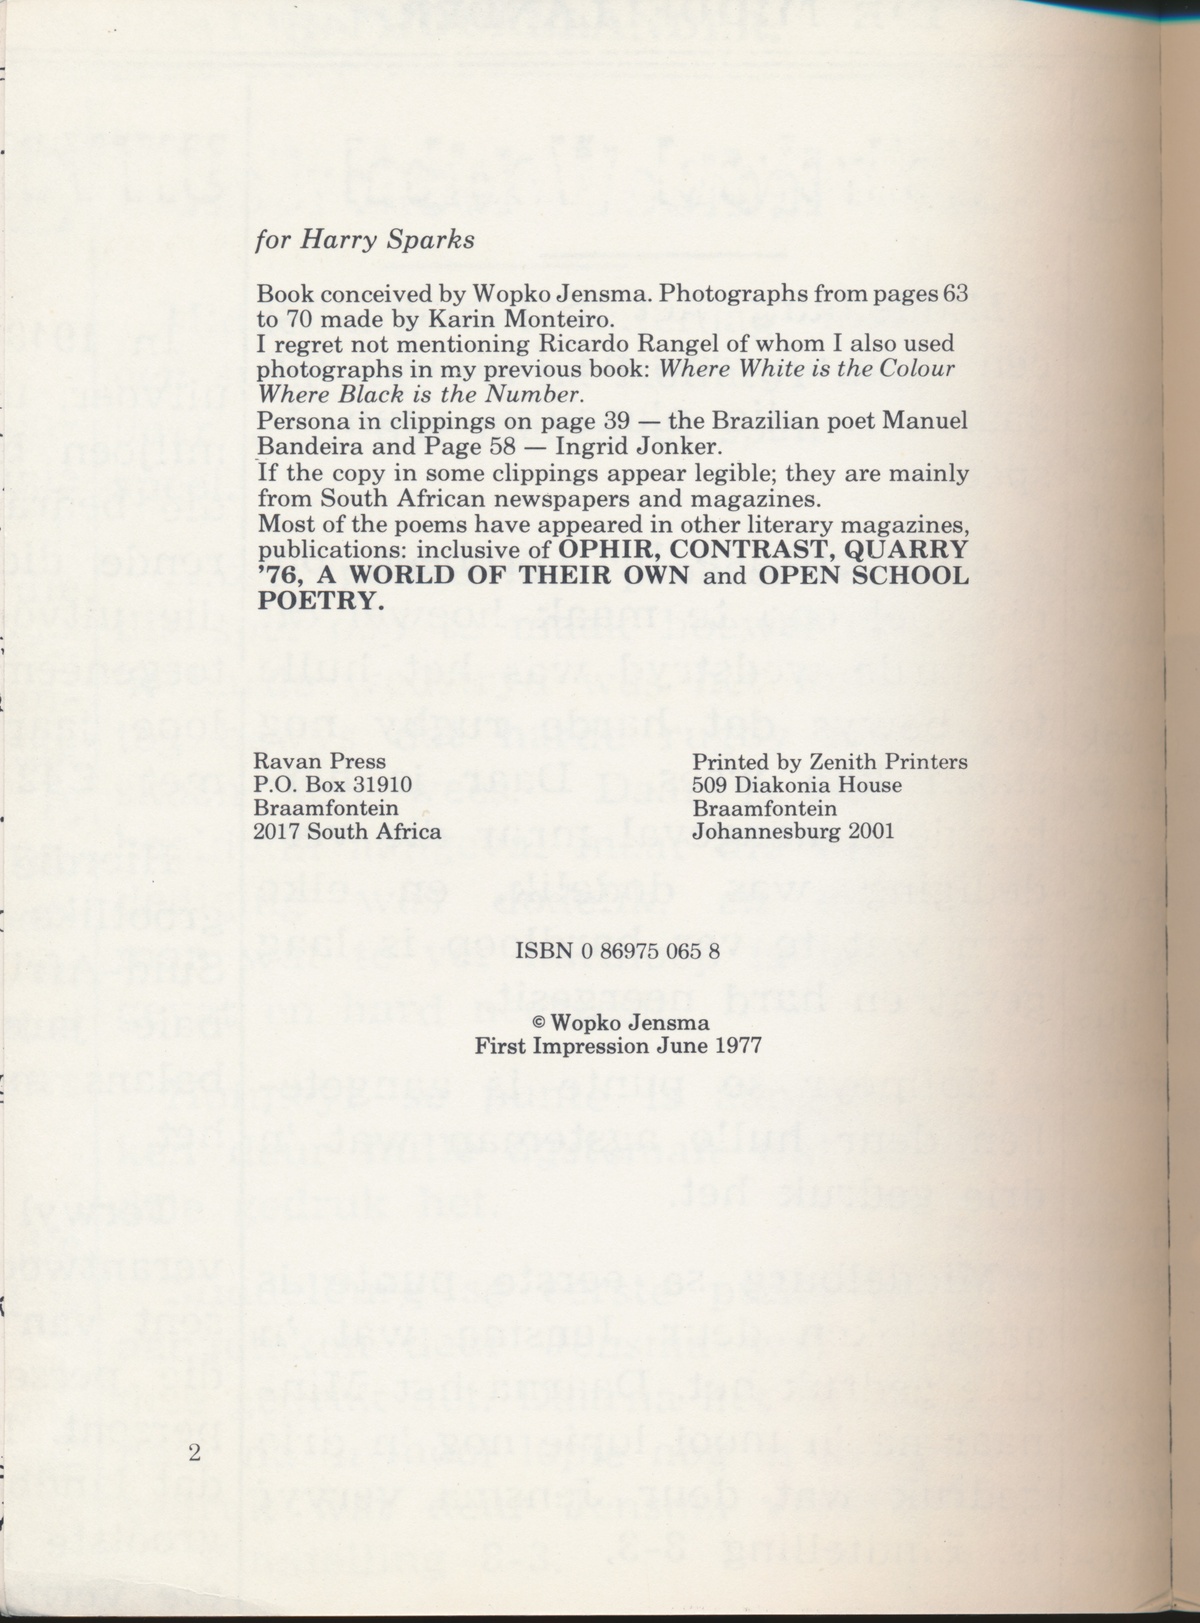 for Harry Sparks
Book conceived by Wopko Jensma. Photographs from pages 63
to 70 made by Karin Monteiro.
I regret not mentioning Ricardo Rangel of whom I also used
photographs in my previous book: Where White is the Colour
Where Black is the Number.
Persona in clippings on page 39 — the Brazilian poet Manuel
Bandeira and Page 58 — Ingrid Jonker.
If the copy in some clippings appear legible; they are mainly
from South African newspapers and magazines.
Most of the poems have appeared in other literary magazines,
publications: inclusive of OPHIR, CONTRAST, QUARRY
'76, A WORLD OF THEIR OWN and OPEN SCHOOL
POETRY.
Ravan Press
P.O. Box 31910
Braamfontein
2017 South Africa
Printed by Zenith Printers
509 Diakonia House
Braamfontein
Johannesburg 2001
ISBN 0 86975 065 8
© Wopko Jensma
First Impression June 1977
2